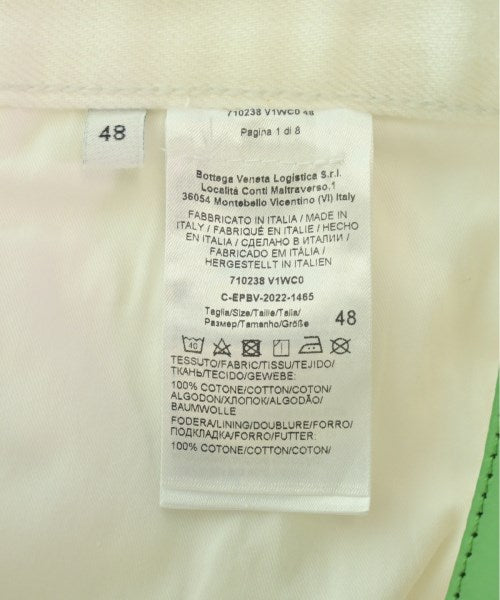 710238 V1WC0 48
Pagina 1 di 8
48
Bottega Veneta Logistica S.r.l.
Località Conti Maltraverso,1
36054 Montebello Vicentino (VI) Italy
FABBRICATO IN ITALIA / MADE IN
ITALY / FABRIQUÉ EN ITALIE / HECHO
EN ITALIA / СДЕЛАНО В ИТАЛИИ /
FABRICADO EM ITÁLIA /
HERGESTELLT IN ITALIEN
710238 V1WC0
C-EPBV-2022-1465
Taglia/Size/Taille/Talla/
Размер/Tamanho/Größe 48
40
TESSUTO/FABRIC/TISSU/TEJIDO/
ТКАНЬ/TECIDO/GEWEBE:
100% COTONE/COTTON/COTON/
ALGODON/ХЛОПОК/ALGODÃO/
BAUMWOLLE
FODERA/LINING/DOUBLURE/FORRO/
ПОДКЛАДКА/FORRO/FUTTER:
100% COTONE/COTTON/COTON/